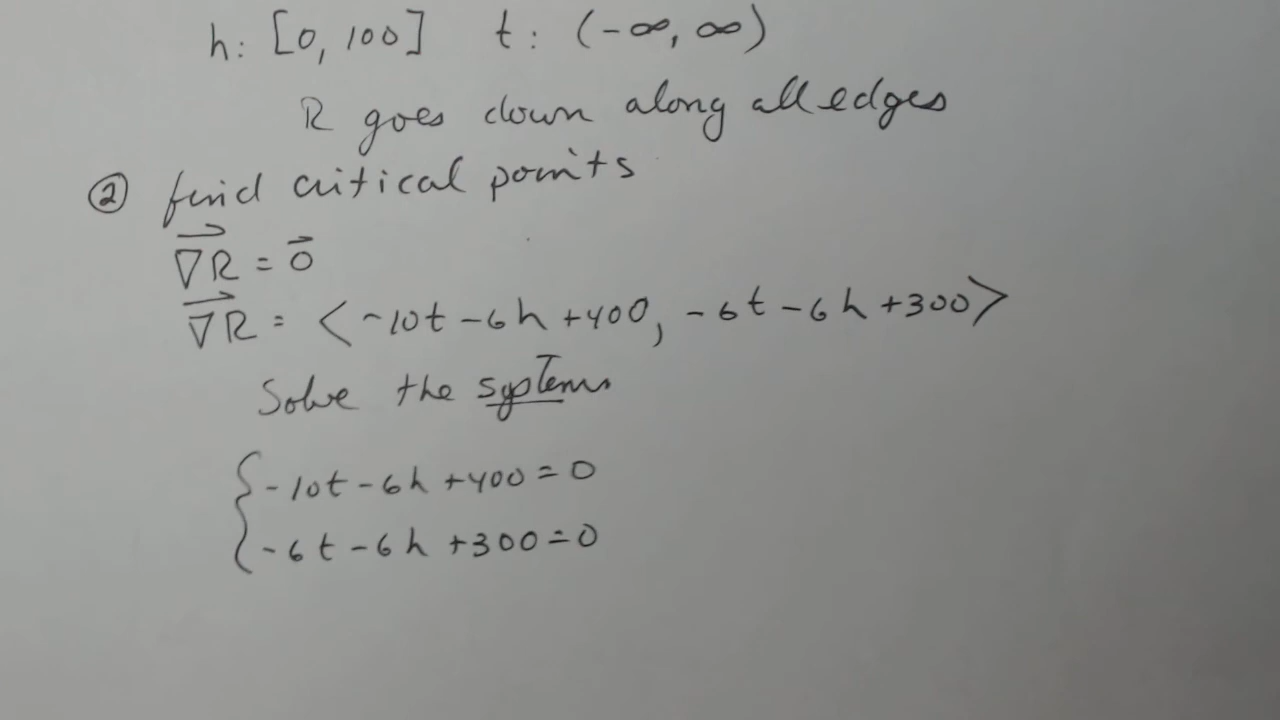 h: [0, 100] t: (-∞, ∞)
R goes down along all edges
② find critical points
∇R = 0
∇R = <-10t - 6h + 400, -6t - 6h + 300>
Solve the system
{ -10t - 6h + 400 = 0
-6t - 6h + 300 = 0